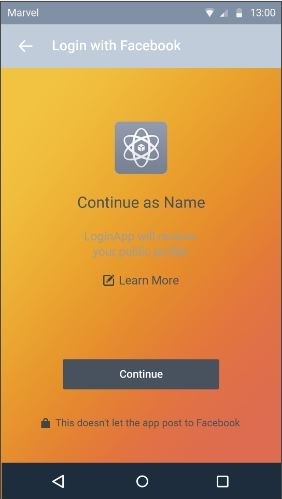 Marvel 13:00
Login with Facebook
Continue as Name
LoginApp will receive
your public profile
Learn More
Continue
This doesn't let the app post to Facebook